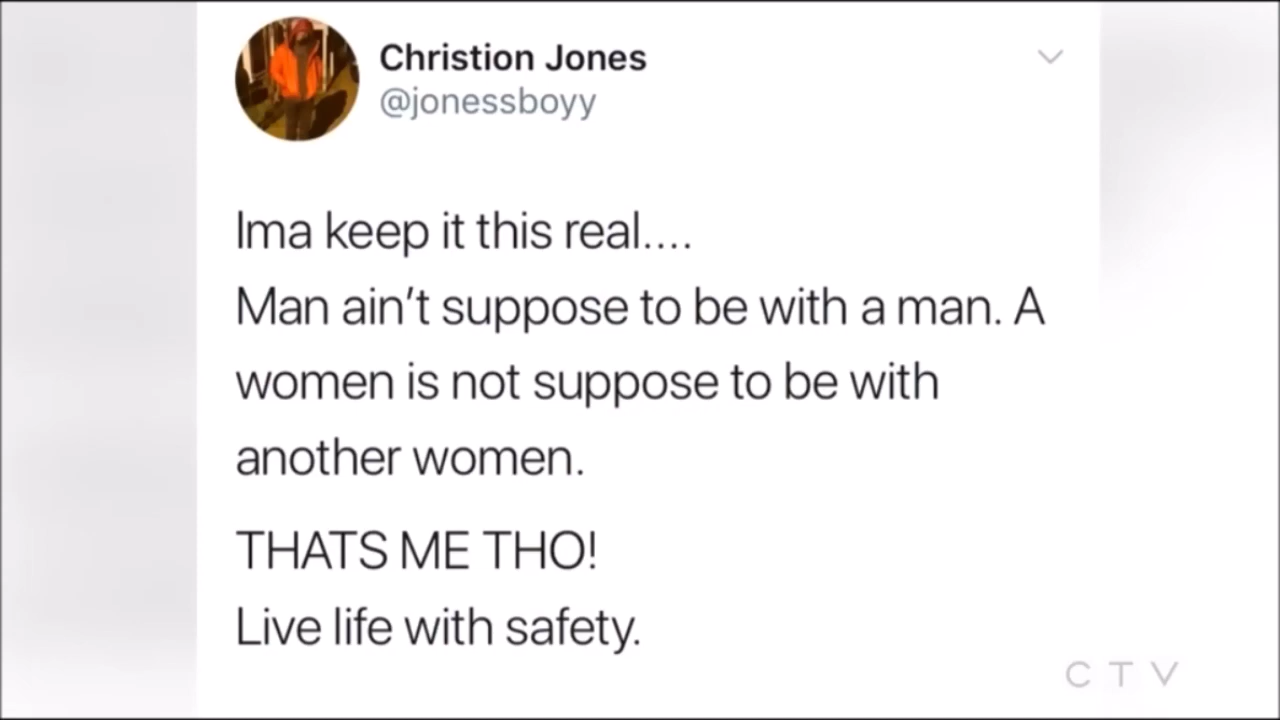 Christion Jones
@jonessboyy
Ima keep it this real....
Man ain't suppose to be with a man. A
women is not suppose to be with
another women.
THATS ME THO!
Live life with safety.
CTV